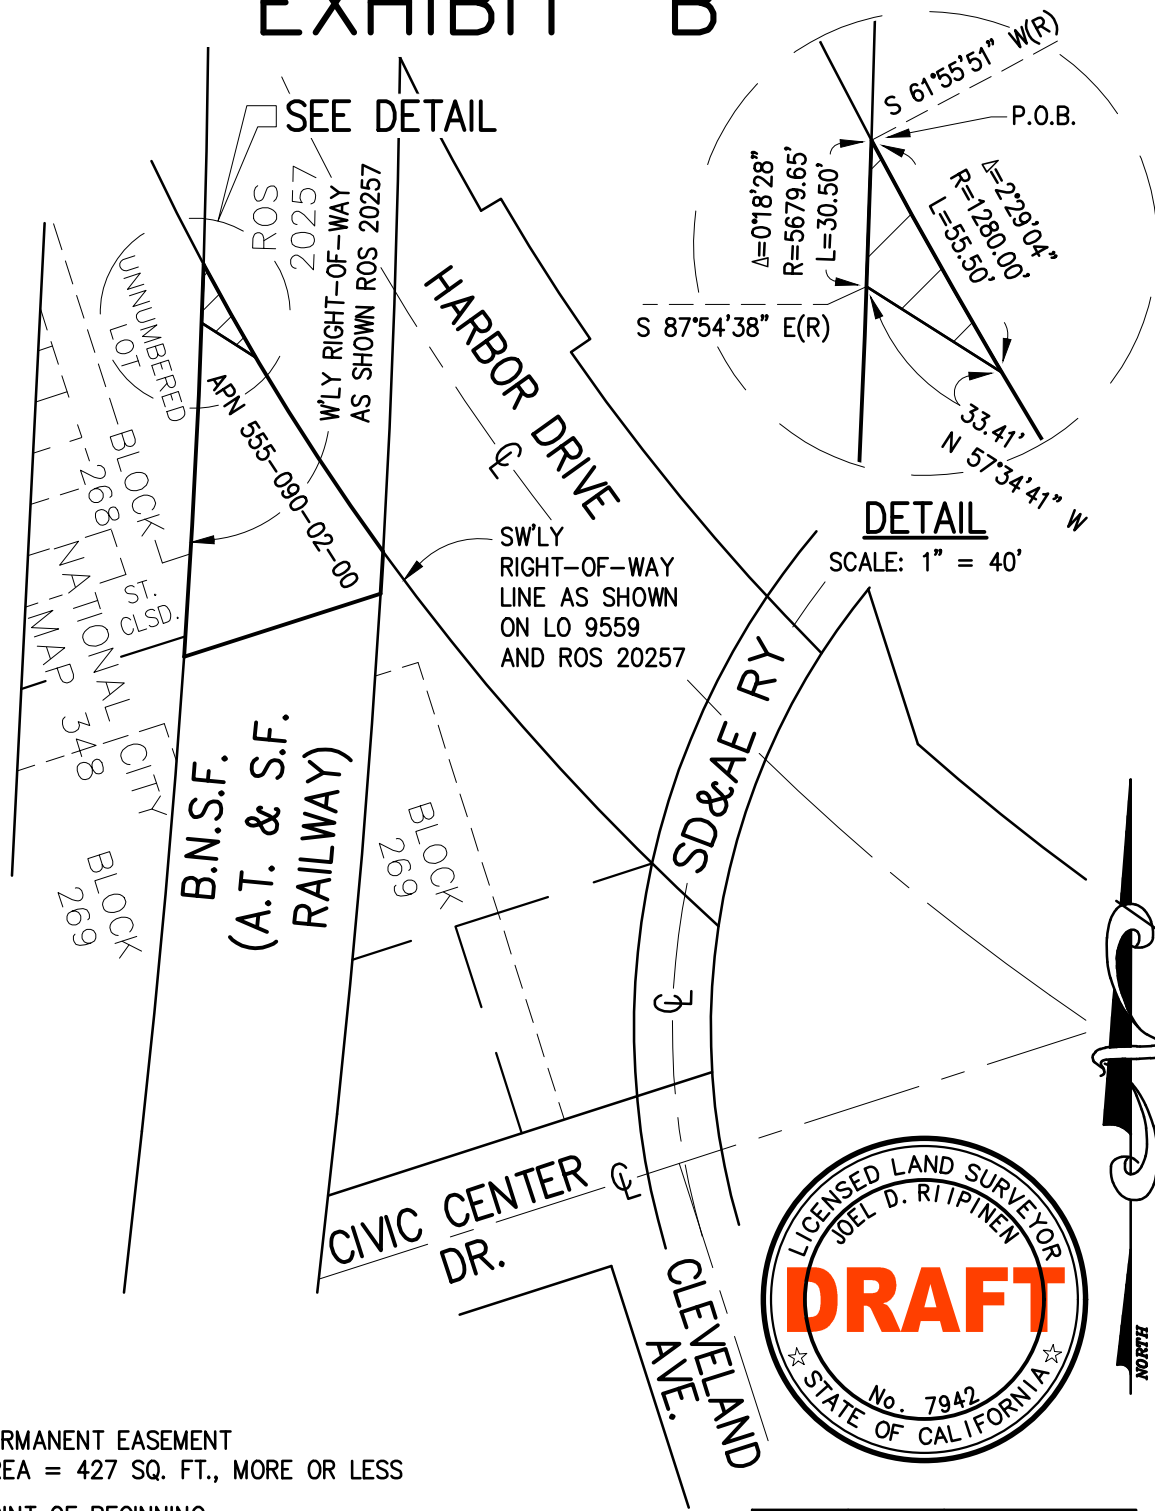 EXHIBIT "B"
SEE DETAIL
ROS
20257
W'LY RIGHT-OF-WAY
AS SHOWN ROS 20257
HARBOR DRIVE
UNNUMBERED
LOT
APN 555-090-02-00
BLOCK
268
NATIONAL CITY
MAP 348
ST.
CLSD.
SW'LY
RIGHT-OF-WAY
LINE AS SHOWN
ON LO 9559
AND ROS 20257
S 61°55'51" W(R)
P.O.B.
Δ=0°18'28"
R=5679.65'
L=30.50'
Δ=2°29'04"
R=1280.00'
L=55.50'
S 87°54'38" E(R)
33.41'
N 57°34'41" W
DETAIL
SCALE: 1" = 40'
SD&AE RY
B.N.S.F.
(A.T. & S.F.
RAILWAY)
BLOCK
269
BLOCK
269
CIVIC CENTER
DR.
CLEVELAND
AVE.
LICENSED LAND SURVEYOR
JOEL D. RIIPINEN
DRAFT
No. 7942
STATE OF CALIFORNIA
NORTH
RMANENT EASEMENT
EA = 427 SQ. FT., MORE OR LESS
INT OF BEGINNING